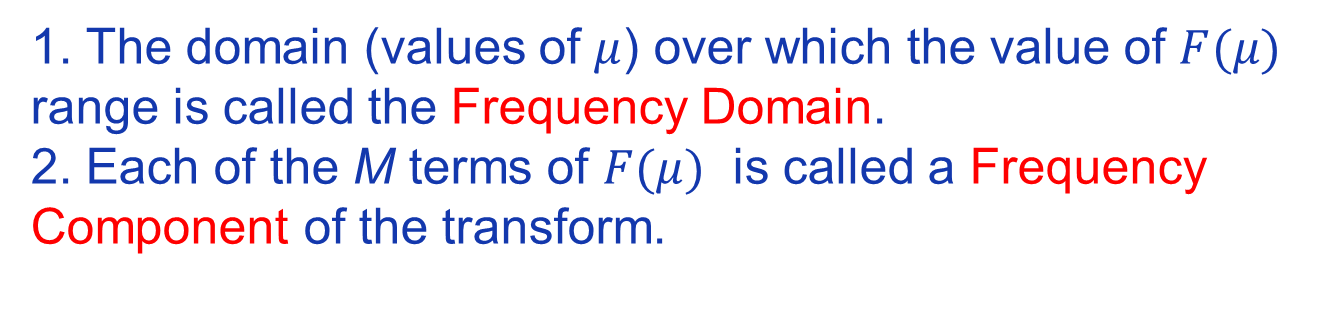 1. The domain (values of μ) over which the value of F(μ)
range is called the Frequency Domain.
2. Each of the M terms of F(μ) is called a Frequency
Component of the transform.